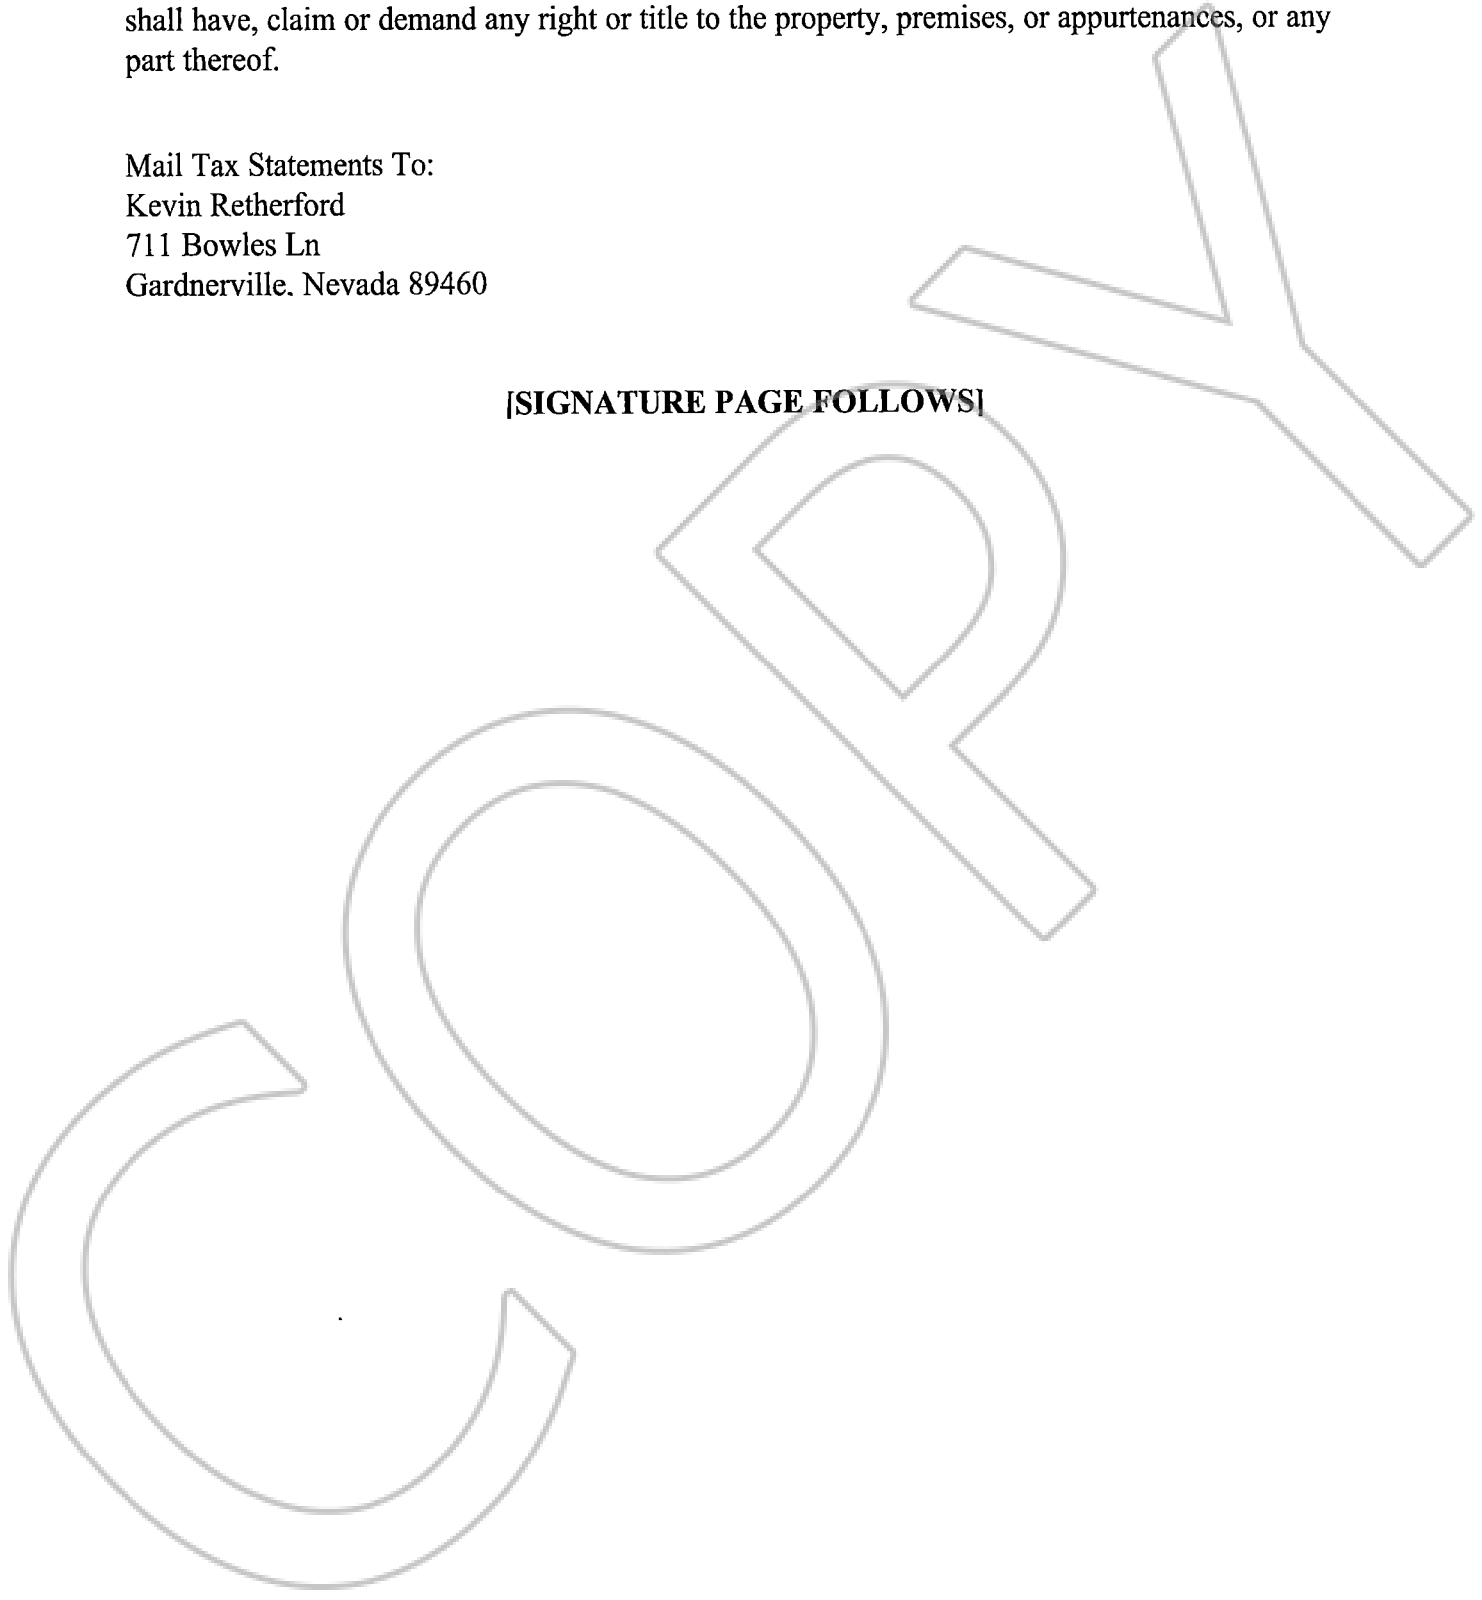 shall have, claim or demand any right or title to the property, premises, or appurtenances, or any
part thereof.
Mail Tax Statements To:
Kevin Retherford
711 Bowles Ln
Gardnerville, Nevada 89460
[SIGNATURE PAGE FOLLOWS]
COPY